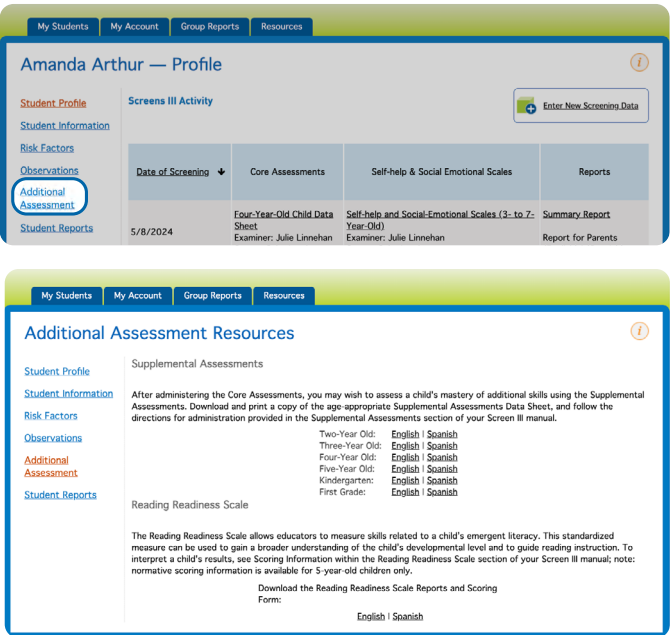 My Students My Account Group Reports Resources
Amanda Arthur — Profile
i
Student Profile
Student Information
Risk Factors
Observations
Additional
Assessment
Student Reports
Screens III Activity
Enter New Screening Data
Date of Screening Core Assessments Self-help & Social Emotional Scales Reports
5/8/2024
Four-Year-Old Child Data
Sheet
Examiner: Julie Linnehan
Self-help and Social-Emotional Scales (3- to 7-
Year-Old)
Examiner: Julie Linnehan
Summary Report
Report for Parents
My Students My Account Group Reports Resources
Additional Assessment Resources
i
Student Profile
Student Information
Risk Factors
Observations
Additional
Assessment
Student Reports
Supplemental Assessments
After administering the Core Assessments, you may wish to assess a child's mastery of additional skills using the Supplemental
Assessments. Download and print a copy of the age-appropriate Supplemental Assessments Data Sheet, and follow the
directions for administration provided in the Supplemental Assessments section of your Screen III manual.
Two-Year Old: English | Spanish
Three-Year Old: English | Spanish
Four-Year Old: English | Spanish
Five-Year Old: English | Spanish
Kindergarten: English | Spanish
First Grade: English | Spanish
Reading Readiness Scale
The Reading Readiness Scale allows educators to measure skills related to a child's emergent literacy. This standardized
measure can be used to gain a broader understanding of the child's developmental level and to guide reading instruction. To
interpret a child's results, see Scoring Information within the Reading Readiness Scale section of your Screen III manual; note:
normative scoring information is available for 5-year-old children only.
Download the Reading Readiness Scale Reports and Scoring
Form:
English | Spanish